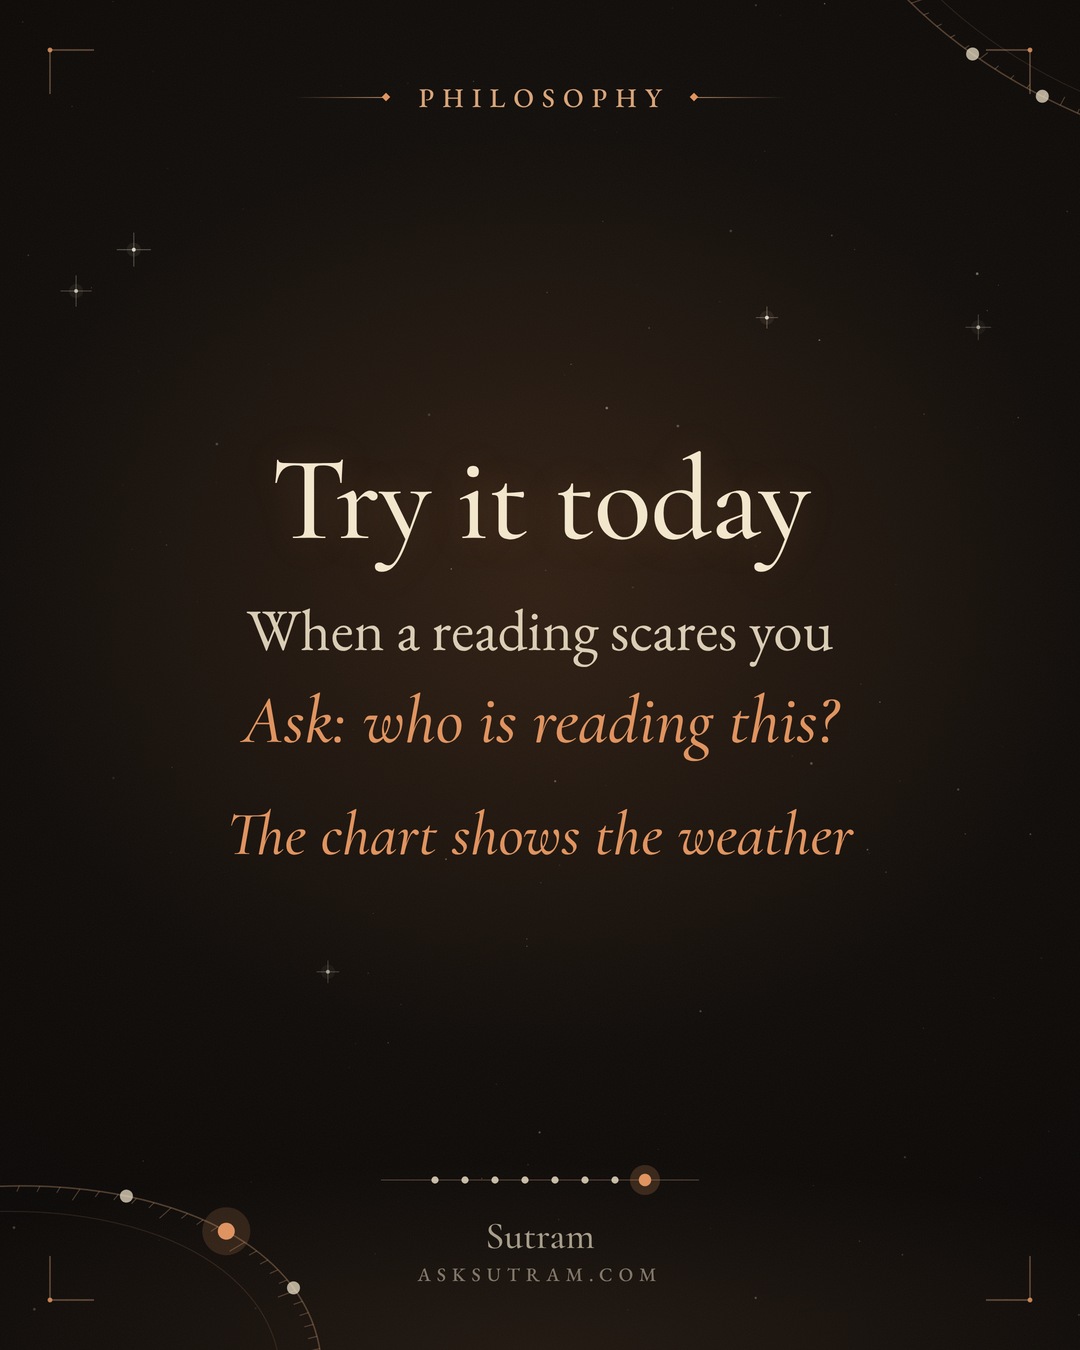 PHILOSOPHY
Try it today
When a reading scares you
Ask: who is reading this?
The chart shows the weather
Sutram
ASKSUTRAM.COM